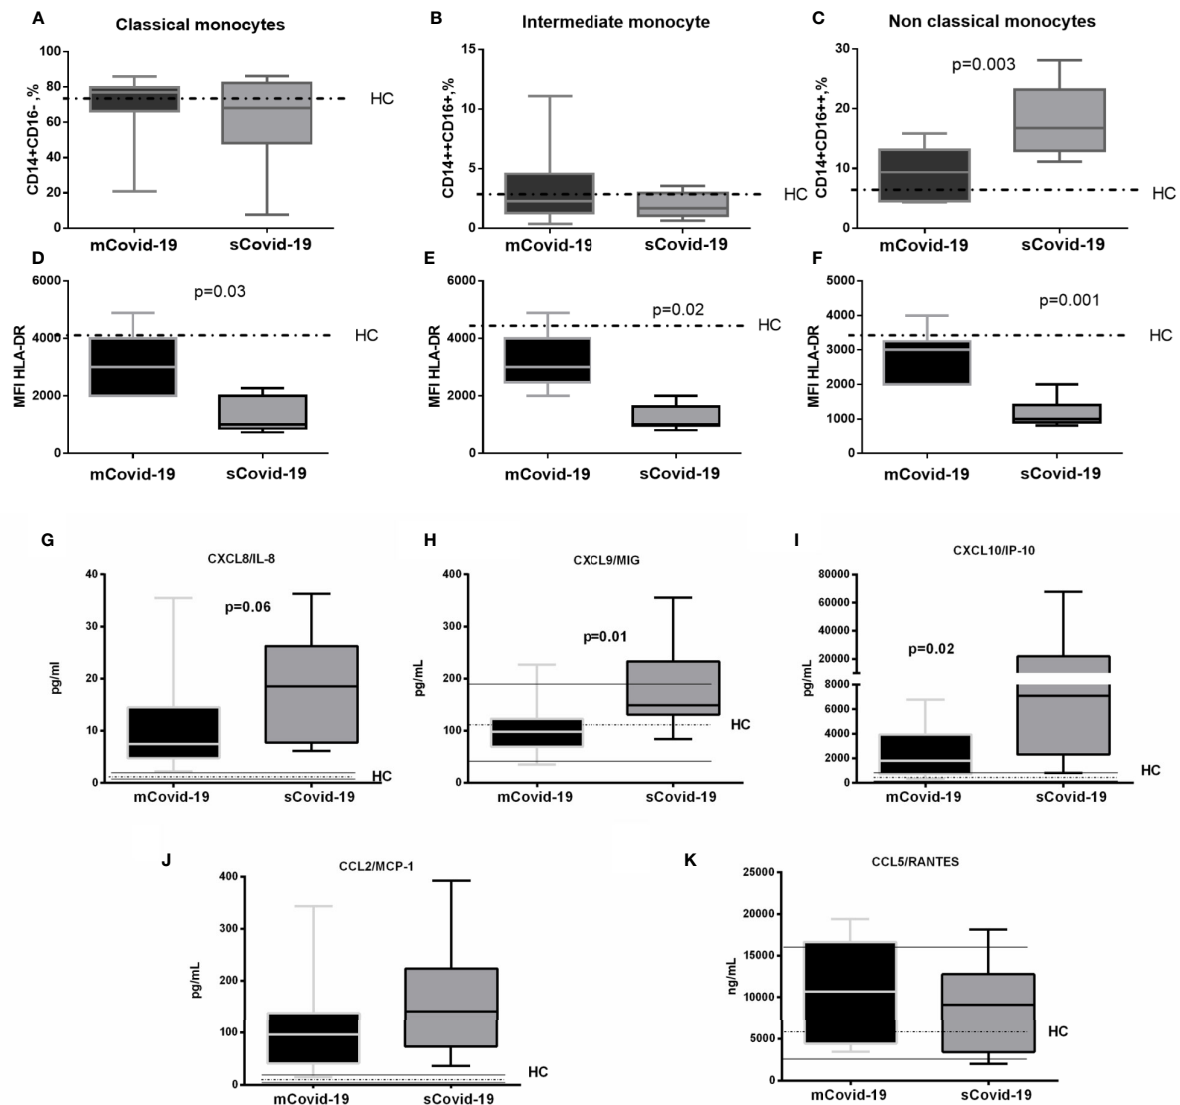 A
Classical monocytes
CD14+CD16- ,%
100
80
60
40
20
0
HC
mCovid-19 sCovid-19
B
Intermediate monocyte
CD14++CD16+,%
15
10
5
0
HC
mCovid-19 sCovid-19
C
Non classical monocytes
CD14+CD16++,%
30
20
10
0
p=0.003
HC
mCovid-19 sCovid-19
D
MFI HLA-DR
6000
4000
2000
0
p=0.03
HC
mCovid-19 sCovid-19
E
MFI HLA-DR
6000
4000
2000
0
p=0.02
HC
mCovid-19 sCovid-19
F
MFI HLA-DR
5000
4000
3000
2000
1000
0
p=0.001
HC
mCovid-19 sCovid-19
G
CXCL8/IL-8
pg/ml
40
30
20
10
0
p=0.06
HC
mCovid-19 sCovid-19
H
CXCL9/MIG
pg/mL
400
300
200
100
0
p=0.01
HC
mCovid-19 sCovid-19
I
CXCL10/IP-10
pg/mL
80000
60000
40000
20000
8000
6000
4000
2000
0
p=0.02
HC
mCovid-19 sCovid-19
J
CCL2/MCP-1
pg/mL
400
300
200
100
0
HC
mCovid-19 sCovid-19
K
CCL5/RANTES
ng/mL
25000
20000
15000
10000
5000
0
HC
mCovid-19 sCovid-19